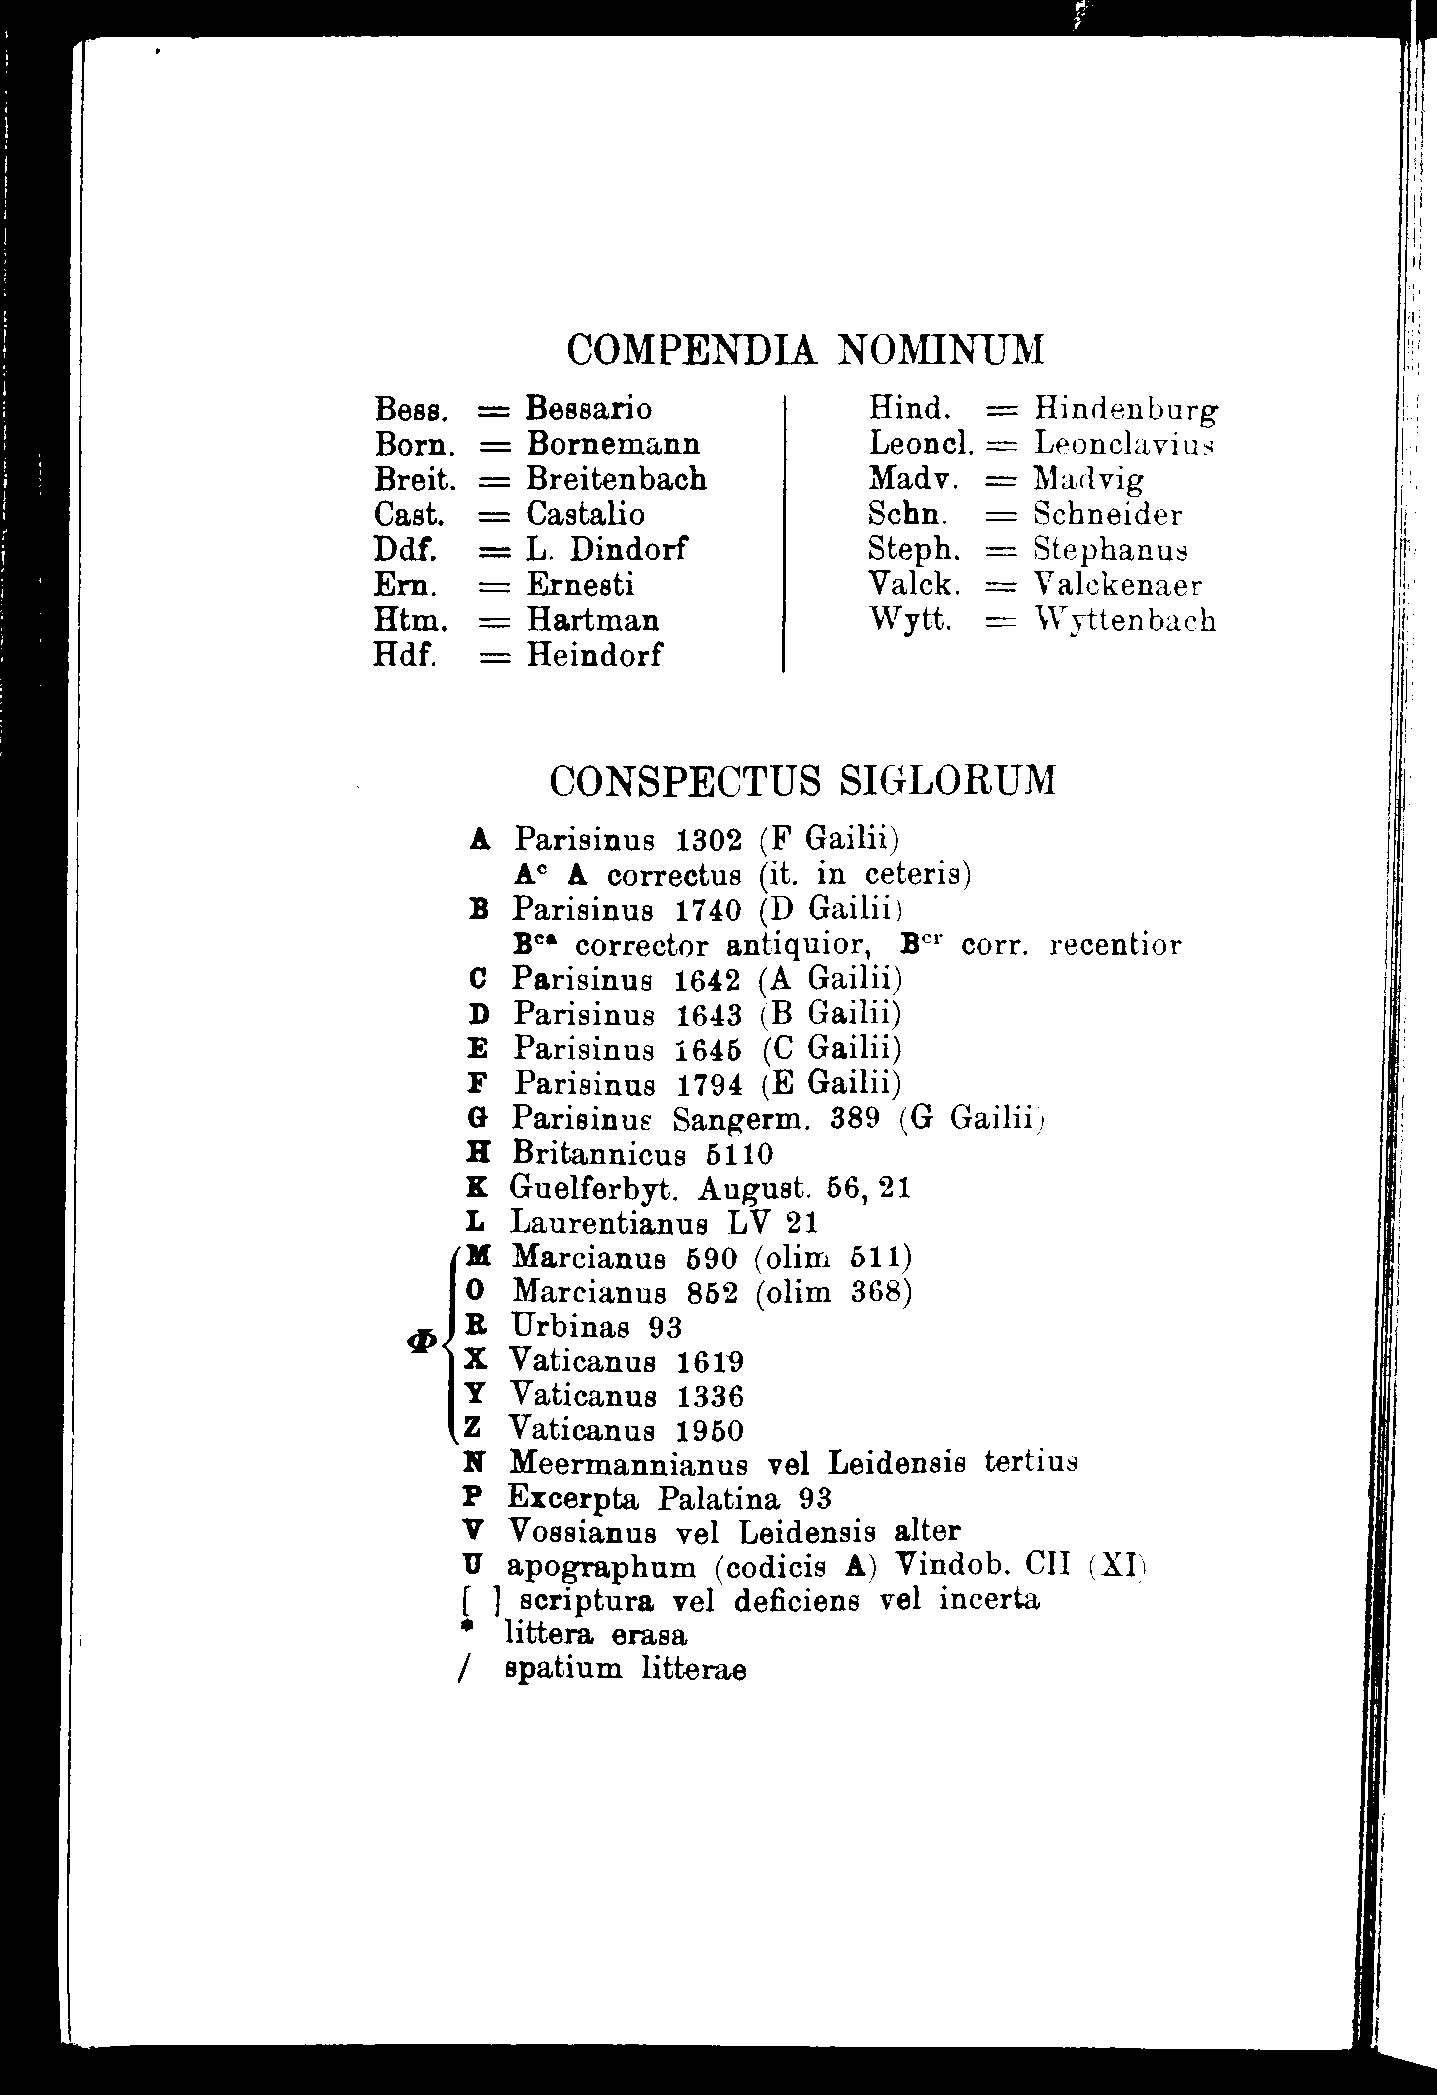 COMPENDIA NOMINUM
Bess. = Bessario
Born. = Bornemann
Breit. = Breitenbach
Cast. = Castalio
Ddf. = L. Dindorf
Ern. = Ernesti
Htm. = Hartman
Hdf. = Heindorf
Hind. = Hindenburg
Leoncl. = Leonclavius
Madv. = Madvig
Schn. = Schneider
Steph. = Stephanus
Valck. = Valckenaer
Wytt. = Wyttenbach
CONSPECTUS SIGLORUM
A Parisinus 1302 (F Gailii)
Aᶜ A correctus (it. in ceteris)
B Parisinus 1740 (D Gailii)
Bᶜᵃ corrector antiquior, Bᶜʳ corr. recentior
C Parisinus 1642 (A Gailii)
D Parisinus 1643 (B Gailii)
E Parisinus 1645 (C Gailii)
F Parisinus 1794 (E Gailii)
G Parisinus Sangerm. 389 (G Gailii)
H Britannicus 5110
K Guelferbyt. August. 56, 21
L Laurentianus LV 21
Φ
M Marcianus 590 (olim 511)
O Marcianus 852 (olim 368)
R Urbinas 93
X Vaticanus 1619
Y Vaticanus 1336
Z Vaticanus 1950
N Meermannianus vel Leidensis tertius
P Excerpta Palatina 93
V Vossianus vel Leidensis alter
U apographum (codicis A) Vindob. CII (XI)
[ ] scriptura vel deficiens vel incerta
* littera erasa
/ spatium litterae